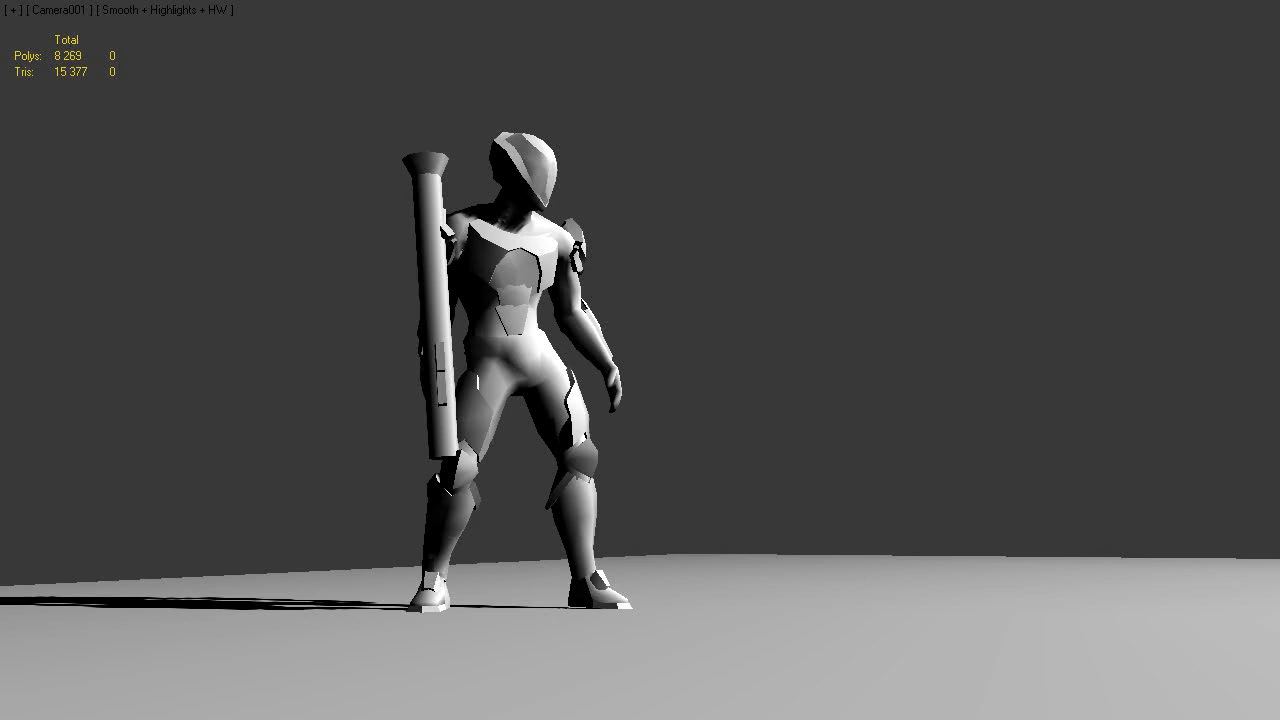 [ + ] [ Camera001 ] [ Smooth + Highlights + HW ]
Total
Polys: 8 269 0
Tris: 15 377 0